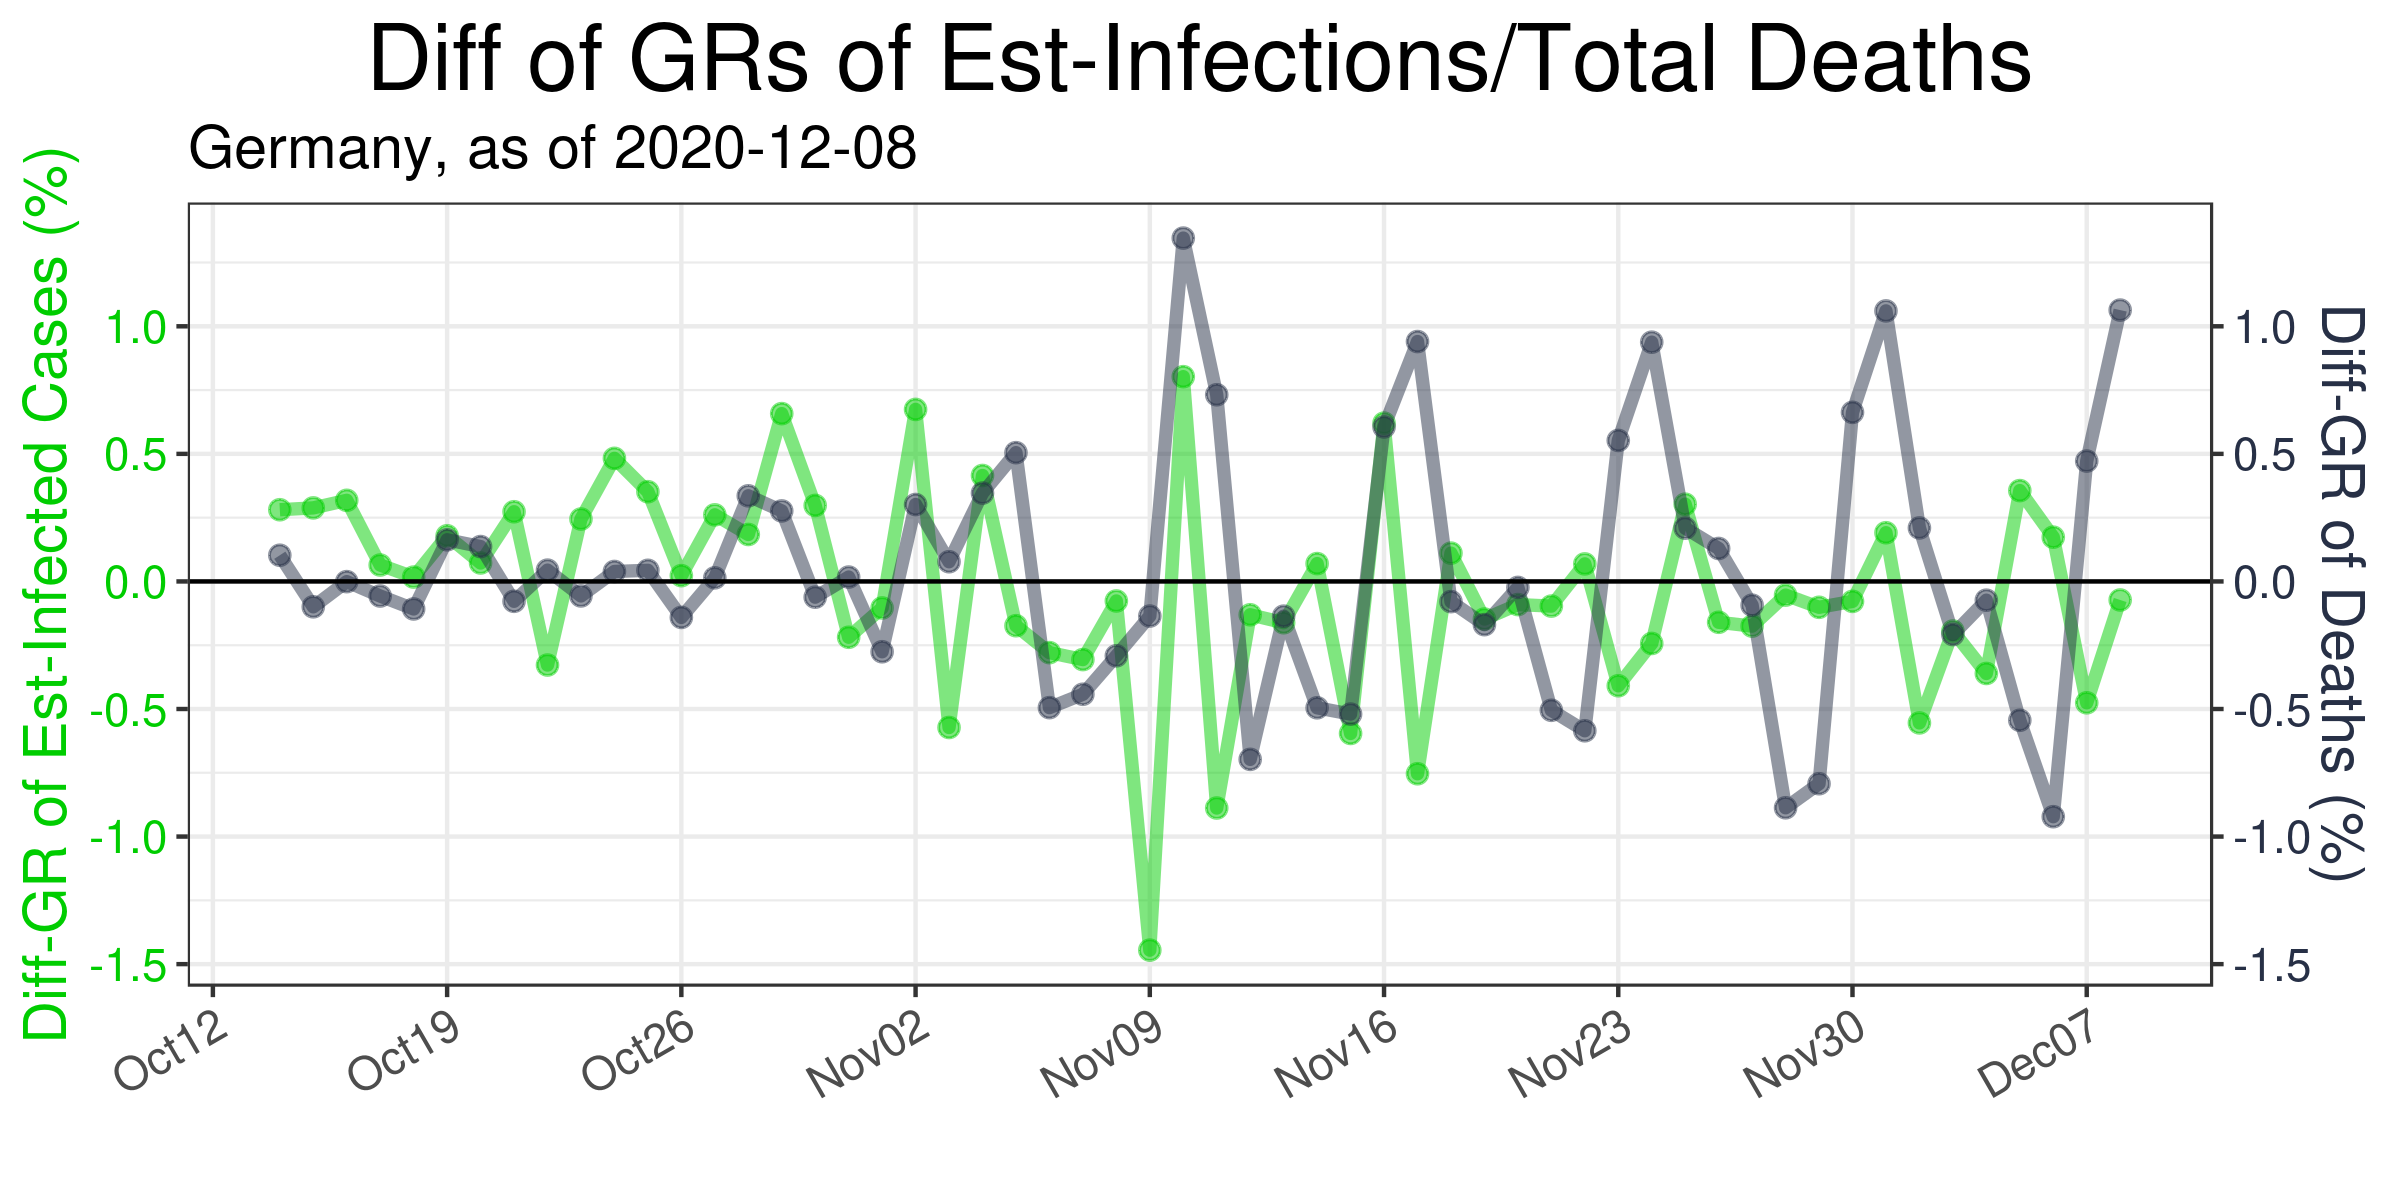 Diff of GRs of Est-Infections/Total Deaths
Germany, as of 2020-12-08
Diff-GR of Est-Infected Cases (%)
1.0
0.5
0.0
-0.5
-1.0
-1.5
1.0
0.5
0.0
-0.5
-1.0
-1.5
Diff-GR of Deaths (%)
Oct12 Oct19 Oct26 Nov02 Nov09 Nov16 Nov23 Nov30 Dec07